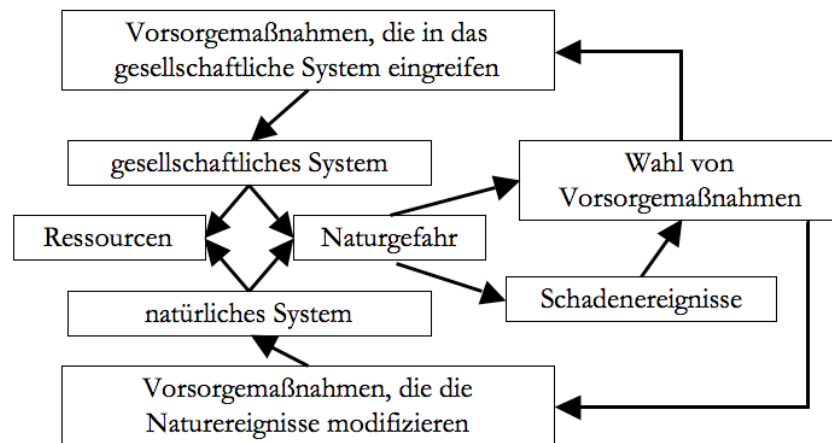 Vorsorgemaßnahmen, die in das
gesellschaftliche System eingreifen
gesellschaftliches System
Wahl von
Vorsorgemaßnahmen
Ressourcen
Naturgefahr
Schadenereignisse
natürliches System
Vorsorgemaßnahmen, die die
Naturereignisse modifizieren